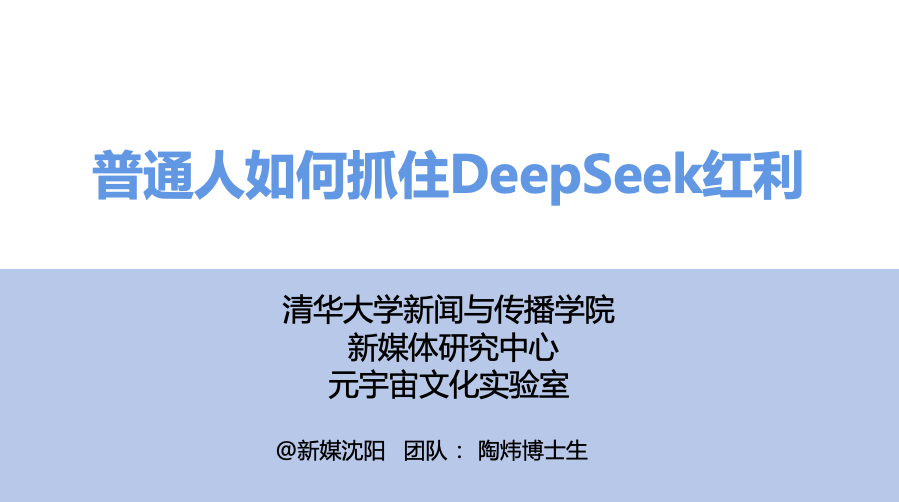 普通人如何抓住DeepSeek红利
清华大学新闻与传播学院
新媒体研究中心
元宇宙文化实验室
@新媒沈阳 团队： 陶炜博士生